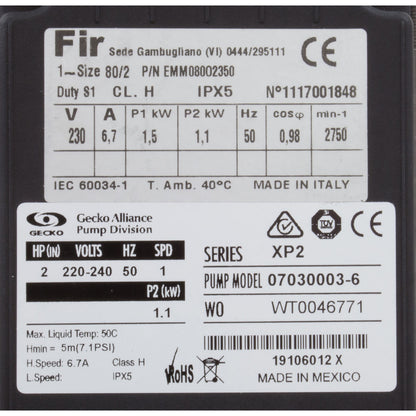 Fir Sede Gambugliano (VI) 0444/295111 CE
1~Size 80/2 P/N EMM08002350
Duty S1 CL. H IPX5 N°1117001848
V A P1 kW P2 kW Hz cosφ min-1
230 6,7 1,5 1,1 50 0,98 2750
IEC 60034-1 T. Amb. 40°C MADE IN ITALY
GECKO
Gecko Alliance
Pump Division
TÜV CE
HP(IN) VOLTS HZ SPD
2 220-240 50 1
P2 (kW)
1.1
SERIES XP2
PUMP MODEL 07030003-6
WO WT0046771
Max. Liquid Temp: 50C
Hmin = 5m(7.1PSI)
H.Speed: 6.7A Class H
L.Speed: IPX5
RoHS
19106012 X
MADE IN MEXICO